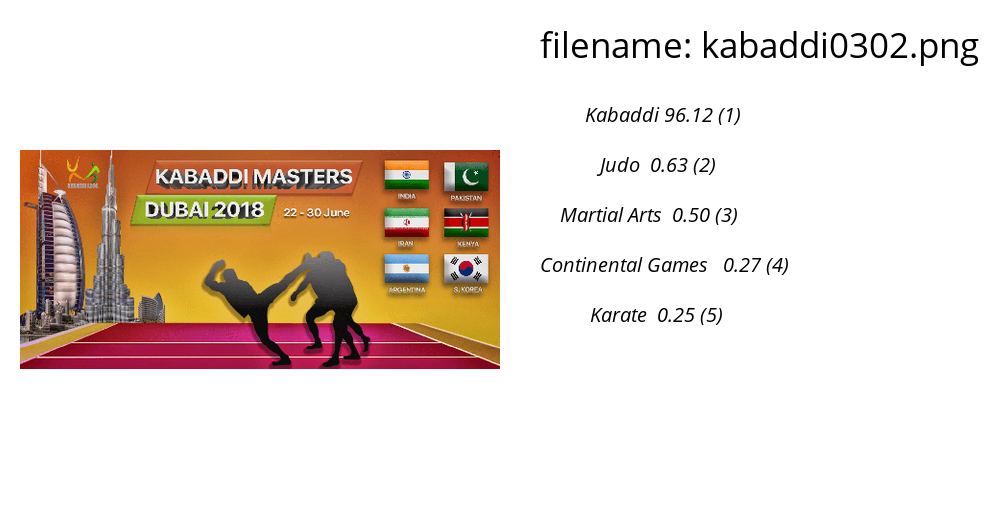 filename: kabaddi0302.png
Kabaddi 96.12 (1)
Judo 0.63 (2)
Martial Arts 0.50 (3)
Continental Games 0.27 (4)
Karate 0.25 (5)
KABADDI MASTERS
DUBAI 2018
22 - 30 June
INDIA
PAKISTAN
IRAN
KENYA
ARGENTINA
S.KOREA